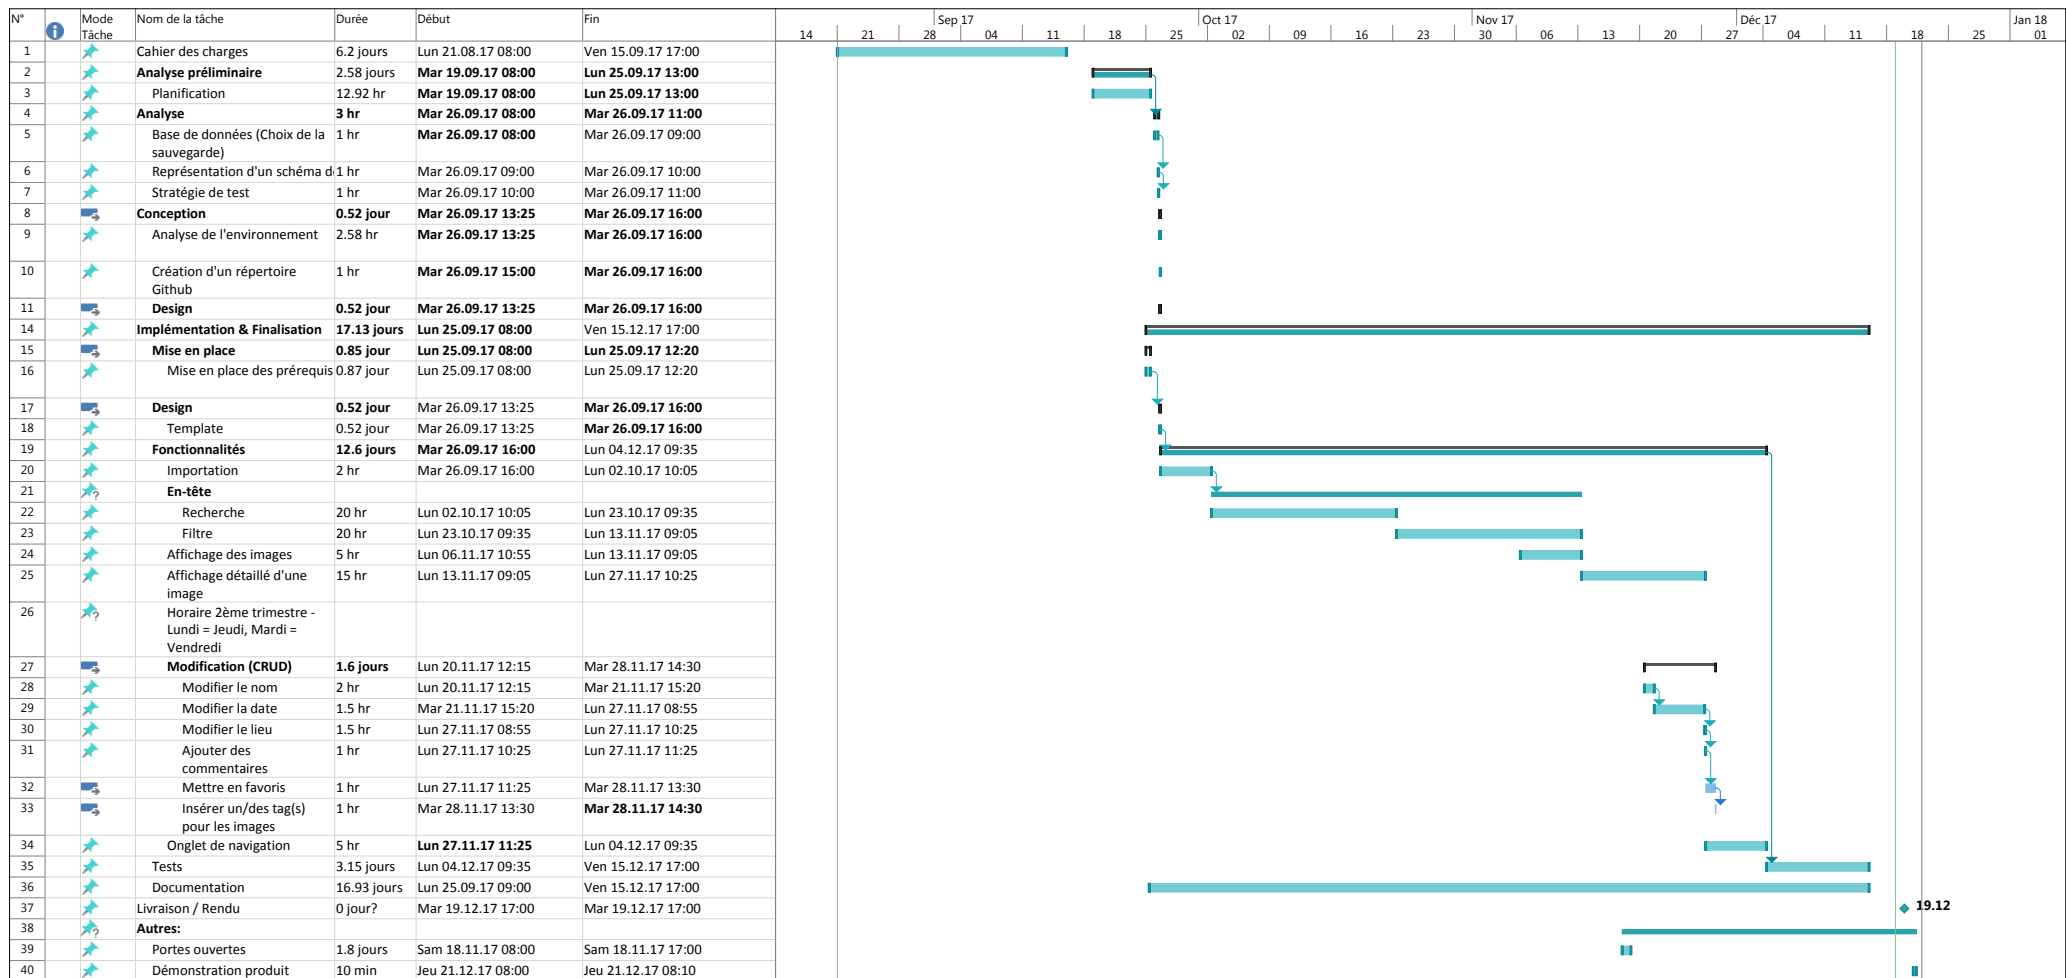 N° Mode Tâche Nom de la tâche Durée Début Fin
Sep 17 Oct 17 Nov 17 Déc 17 Jan 18
14 21 28 04 11 18 25 02 09 16 23 30 06 13 20 27 04 11 18 25 01
1 Cahier des charges 6.2 jours Lun 21.08.17 08:00 Ven 15.09.17 17:00
2 Analyse préliminaire 2.58 jours Mar 19.09.17 08:00 Lun 25.09.17 13:00
3 Planification 12.92 hr Mar 19.09.17 08:00 Lun 25.09.17 13:00
4 Analyse 3 hr Mar 26.09.17 08:00 Mar 26.09.17 11:00
5 Base de données (Choix de la 1 hr Mar 26.09.17 08:00 Mar 26.09.17 09:00
sauvegarde)
6 Représentation d'un schéma d 1 hr Mar 26.09.17 09:00 Mar 26.09.17 10:00
7 Stratégie de test 1 hr Mar 26.09.17 10:00 Mar 26.09.17 11:00
8 Conception 0.52 jour Mar 26.09.17 13:25 Mar 26.09.17 16:00
9 Analyse de l'environnement 2.58 hr Mar 26.09.17 13:25 Mar 26.09.17 16:00
10 Création d'un répertoire 1 hr Mar 26.09.17 15:00 Mar 26.09.17 16:00
Github
11 Design 0.52 jour Mar 26.09.17 13:25 Mar 26.09.17 16:00
14 Implémentation & Finalisation 17.13 jours Lun 25.09.17 08:00 Ven 15.12.17 17:00
15 Mise en place 0.85 jour Lun 25.09.17 08:00 Lun 25.09.17 12:20
16 Mise en place des prérequis 0.87 jour Lun 25.09.17 08:00 Lun 25.09.17 12:20
17 Design 0.52 jour Mar 26.09.17 13:25 Mar 26.09.17 16:00
18 Template 0.52 jour Mar 26.09.17 13:25 Mar 26.09.17 16:00
19 Fonctionnalités 12.6 jours Mar 26.09.17 16:00 Lun 04.12.17 09:35
20 Importation 2 hr Mar 26.09.17 16:00 Lun 02.10.17 10:05
21 ? En-tête
22 Recherche 20 hr Lun 02.10.17 10:05 Lun 23.10.17 09:35
23 Filtre 20 hr Lun 23.10.17 09:35 Lun 13.11.17 09:05
24 Affichage des images 5 hr Lun 06.11.17 10:55 Lun 13.11.17 09:05
25 Affichage détaillé d'une 15 hr Lun 13.11.17 09:05 Lun 27.11.17 10:25
image
26 ? Horaire 2ème trimestre -
Lundi = Jeudi, Mardi =
Vendredi
27 Modification (CRUD) 1.6 jours Lun 20.11.17 12:15 Mar 28.11.17 14:30
28 Modifier le nom 2 hr Lun 20.11.17 12:15 Mar 21.11.17 15:20
29 Modifier la date 1.5 hr Mar 21.11.17 15:20 Lun 27.11.17 08:55
30 Modifier le lieu 1.5 hr Lun 27.11.17 08:55 Lun 27.11.17 10:25
31 Ajouter des 1 hr Lun 27.11.17 10:25 Lun 27.11.17 11:25
commentaires
32 Mettre en favoris 1 hr Lun 27.11.17 11:25 Mar 28.11.17 13:30
33 Insérer un/des tag(s) 1 hr Mar 28.11.17 13:30 Mar 28.11.17 14:30
pour les images
34 Onglet de navigation 5 hr Lun 27.11.17 11:25 Lun 04.12.17 09:35
35 Tests 3.15 jours Lun 04.12.17 09:35 Ven 15.12.17 17:00
36 Documentation 16.93 jours Lun 25.09.17 09:00 Ven 15.12.17 17:00
37 Livraison / Rendu 0 jour? Mar 19.12.17 17:00 Mar 19.12.17 17:00 19.12
38 ? Autres:
39 Portes ouvertes 1.8 jours Sam 18.11.17 08:00 Sam 18.11.17 17:00
40 Démonstration produit 10 min Jeu 21.12.17 08:00 Jeu 21.12.17 08:10